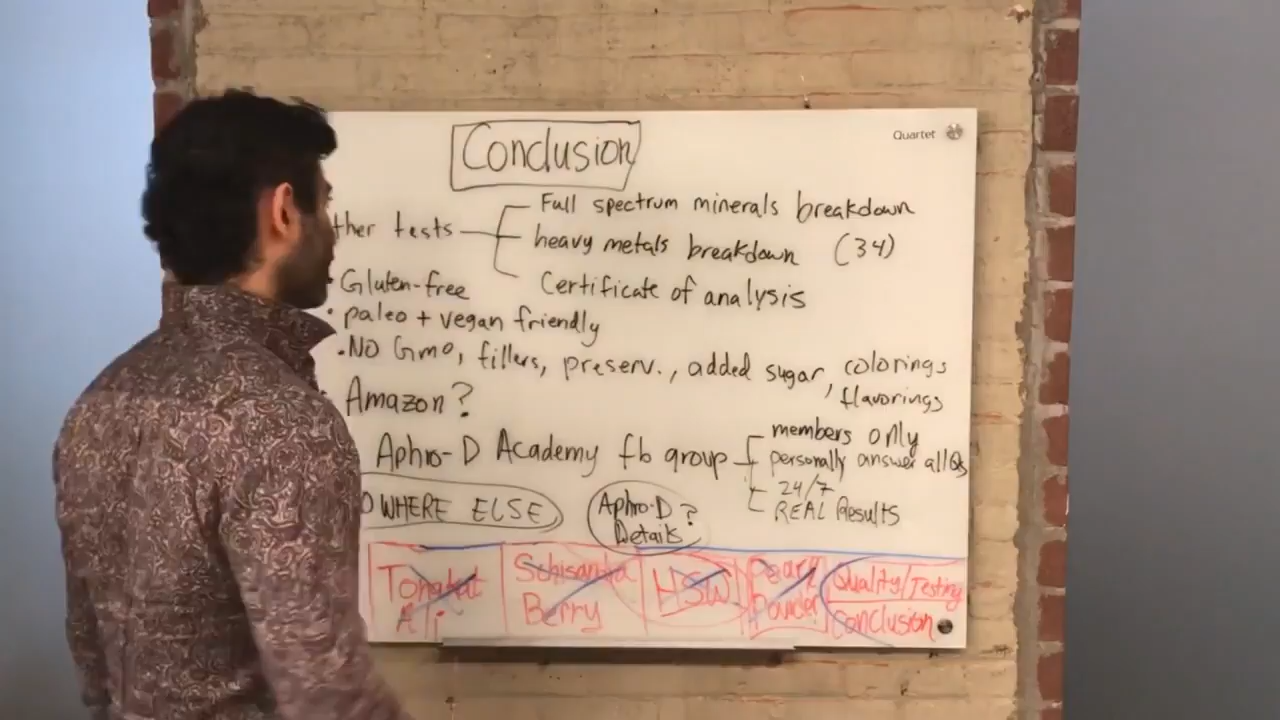 Quartet
Conclusion
ther tests
Full spectrum minerals breakdown
heavy metals breakdown (34)
Certificate of analysis
• Gluten-free
• paleo + vegan friendly
• No Gmo, fillers, preserv., added sugar, colorings
flavorings
Amazon?
Aphro-D Academy fb group
members only
personally answer all Qs
24/7
REAL Results
OWHERE ELSE
Aphro-D ?
Details
Tongkat
Ali
Schisandra
Berry
HSW
Pearl
Powder
Quality/Testing
Conclusion